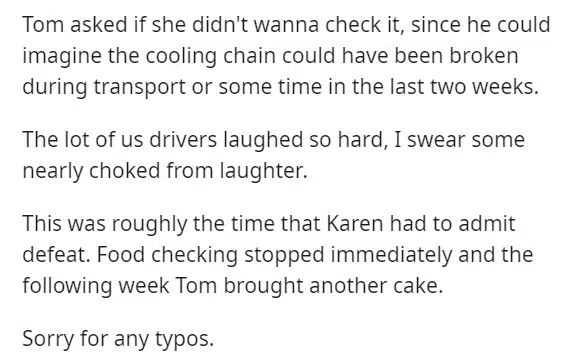 Tom asked if she didn't wanna check it, since he could
imagine the cooling chain could have been broken
during transport or some time in the last two weeks.
The lot of us drivers laughed so hard, I swear some
nearly choked from laughter.
This was roughly the time that Karen had to admit
defeat. Food checking stopped immediately and the
following week Tom brought another cake.
Sorry for any typos.